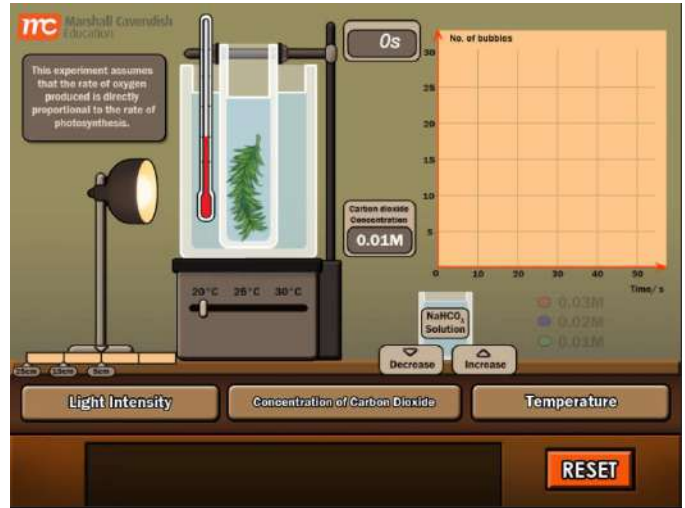 mc Marshall Cavendish
Education
This experiment assumes
that the rate of oxygen
produced is directly
proportional to the rate of
photosynthesis.
0s
No. of bubbles
30
25
20
15
10
5
0 10 20 30 40 50
Time/ s
Carbon dioxide
Concentration
0.01M
20°C 25°C 30°C
NaHCO₃
Solution
0.03M
0.02M
0.01M
Decrease
Increase
15cm 5cm
Light Intensity
Concentration of Carbon Dioxide
Temperature
RESET